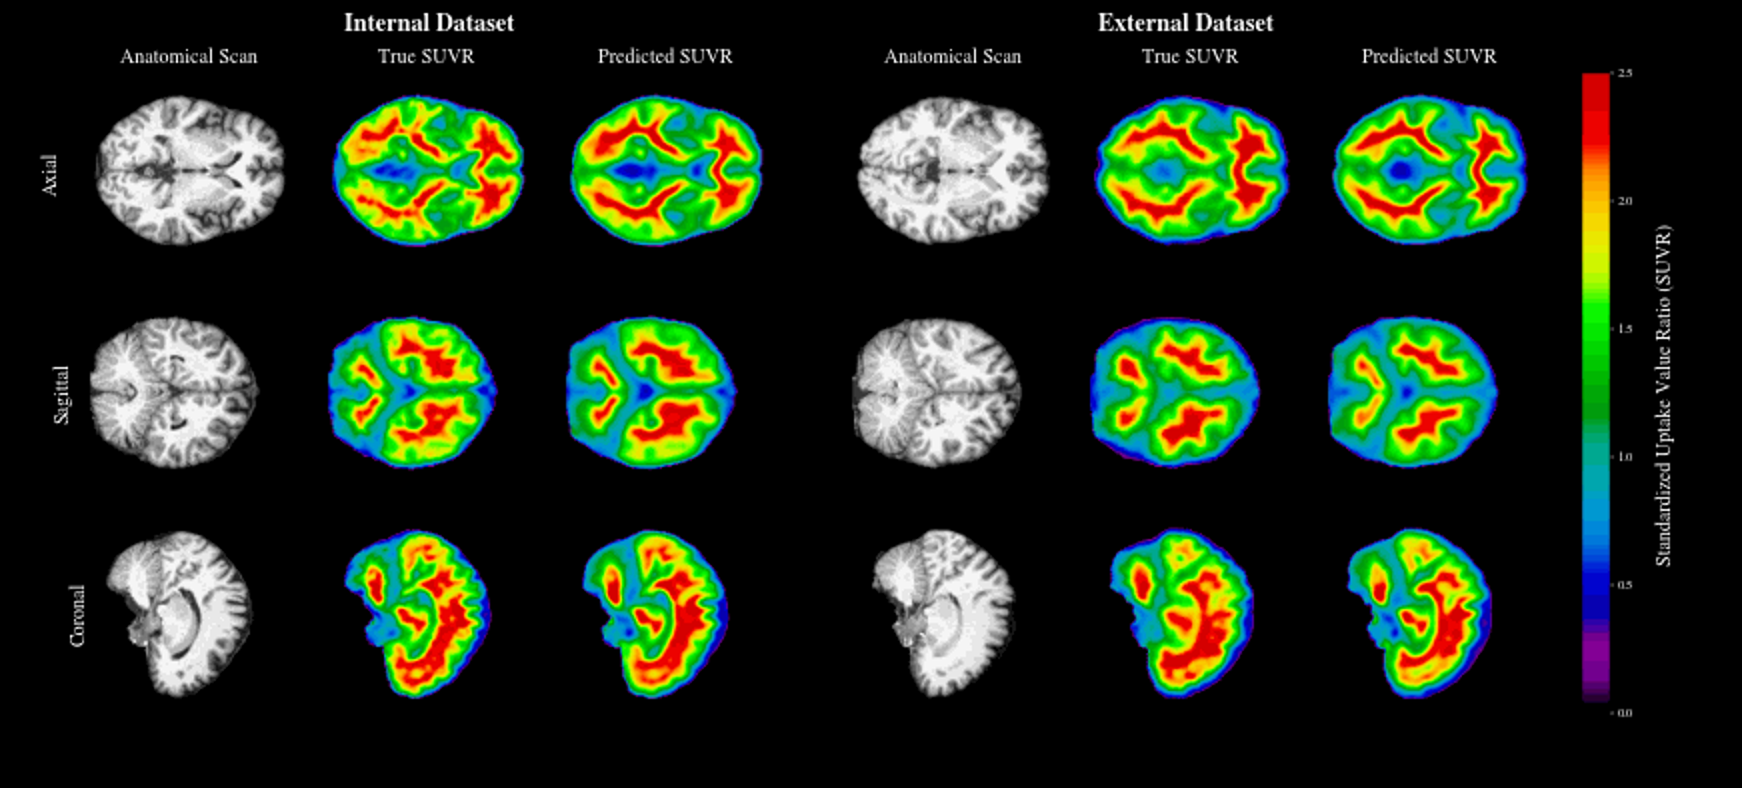 Internal Dataset
External Dataset
Anatomical Scan
True SUVR
Predicted SUVR
Anatomical Scan
True SUVR
Predicted SUVR
Axial
Sagittal
Coronal
2.5
2.0
1.5
1.0
0.5
0.0
Standardized Uptake Value Ratio (SUVR)